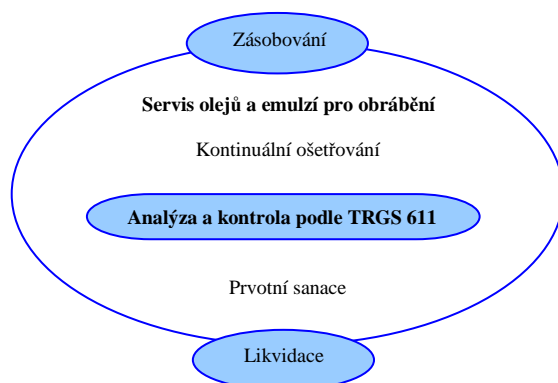 Zásobování
Servis olejů a emulzí pro obrábění
Kontinuální ošetřování
Analýza a kontrola podle TRGS 611
Prvotní sanace
Likvidace